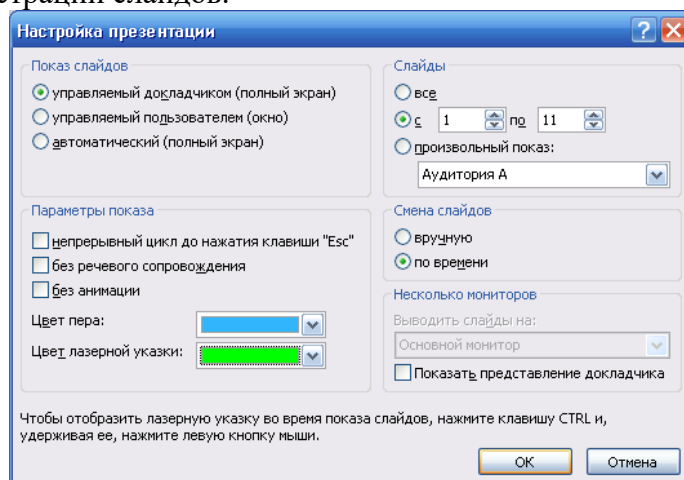 страции слайдов.
Настройка презентации
Показ слайдов
управляемый докладчиком (полный экран)
управляемый пользователем (окно)
автоматический (полный экран)
Слайды
все
с 1 по 11
произвольный показ:
Аудитория A
Параметры показа
непрерывный цикл до нажатия клавиши "Esc"
без речевого сопровождения
без анимации
Цвет пера:
Цвет лазерной указки:
Смена слайдов
вручную
по времени
Несколько мониторов
Выводить слайды на:
Основной монитор
Показать представление докладчика
Чтобы отобразить лазерную указку во время показа слайдов, нажмите клавишу CTRL и,
удерживая ее, нажмите левую кнопку мыши.
ОК Отмена